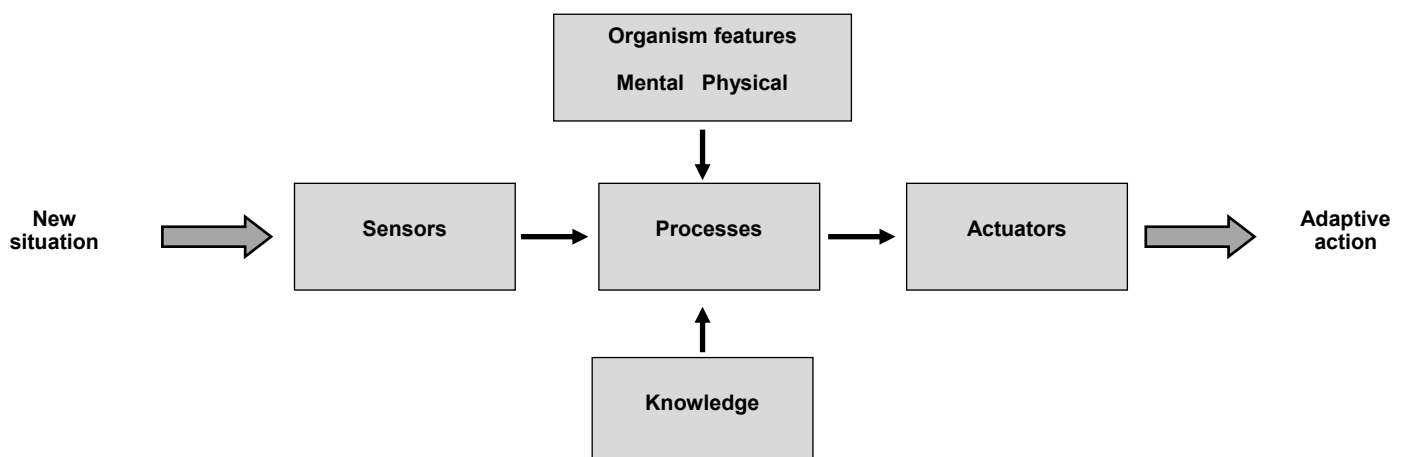 Organism features
Mental Physical
New
situation
Sensors
Processes
Actuators
Adaptive
action
Knowledge